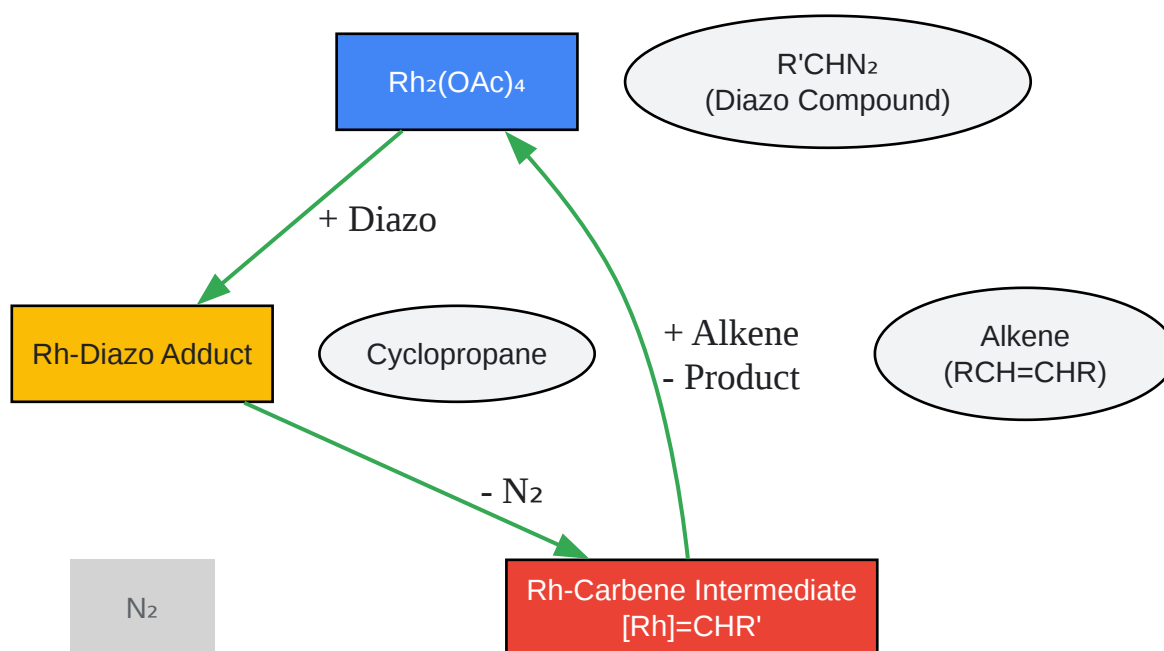 Rh₂(OAc)₄
R'CHN₂
(Diazo Compound)
+ Diazo
Rh-Diazo Adduct
Cyclopropane
+ Alkene
- Product
Alkene
(RCH=CHR)
- N₂
Rh-Carbene Intermediate
[Rh]=CHR'
N₂